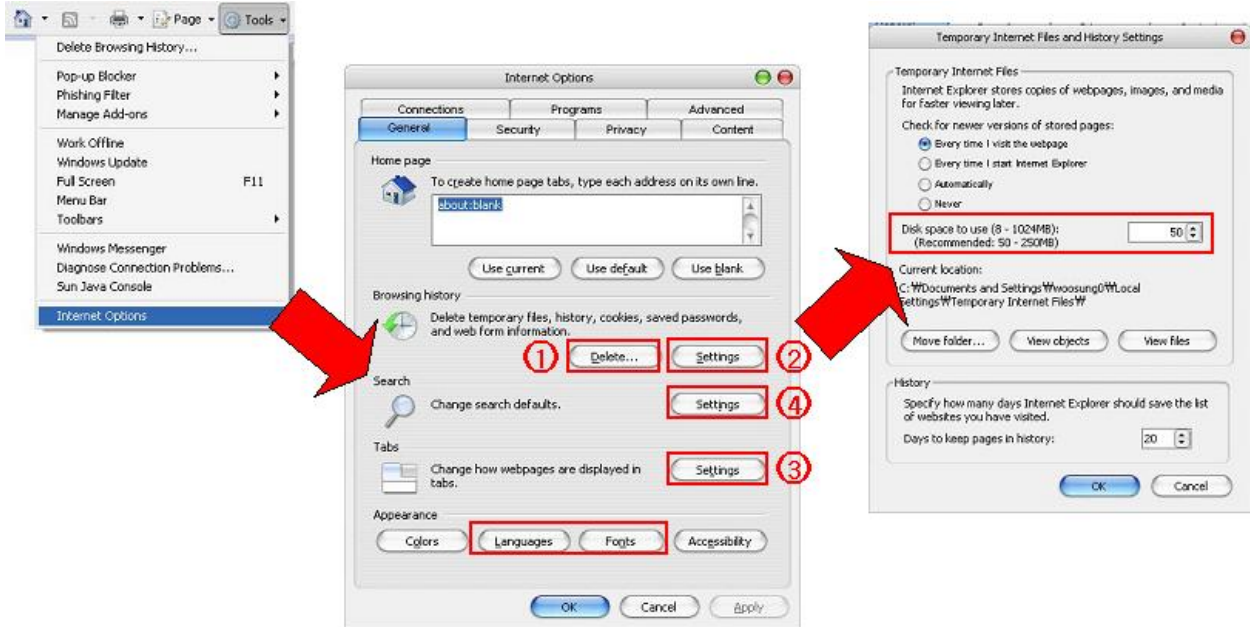 Page
Tools
Delete Browsing History...
Pop-up Blocker
Phishing Filter
Manage Add-ons
Work Offline
Windows Update
Full Screen F11
Menu Bar
Toolbars
Windows Messenger
Diagnose Connection Problems...
Sun Java Console
Internet Options
Internet Options
Connections Programs Advanced
General Security Privacy Content
Home page
To create home page tabs, type each address on its own line.
about:blank
Use current Use default Use blank
Browsing history
Delete temporary files, history, cookies, saved passwords,
and web form information.
① Delete... Settings ②
Search
Change search defaults. Settings ④
Tabs
Change how webpages are displayed in
tabs.
Settings ③
Appearance
Colors Languages Fonts Accessibility
OK Cancel Apply
Temporary Internet Files and History Settings
Temporary Internet Files
Internet Explorer stores copies of webpages, images, and media
for faster viewing later.
Check for newer versions of stored pages:
Every time I visit the webpage
Every time I start Internet Explorer
Automatically
Never
Disk space to use (8 - 1024MB): 50
(Recommended: 50 - 250MB)
Current location:
C:₩Documents and Settings₩woosung0₩Local
Settings₩Temporary Internet Files₩
Move folder... View objects View files
History
Specify how many days Internet Explorer should save the list
of websites you have visited.
Days to keep pages in history: 20
OK Cancel